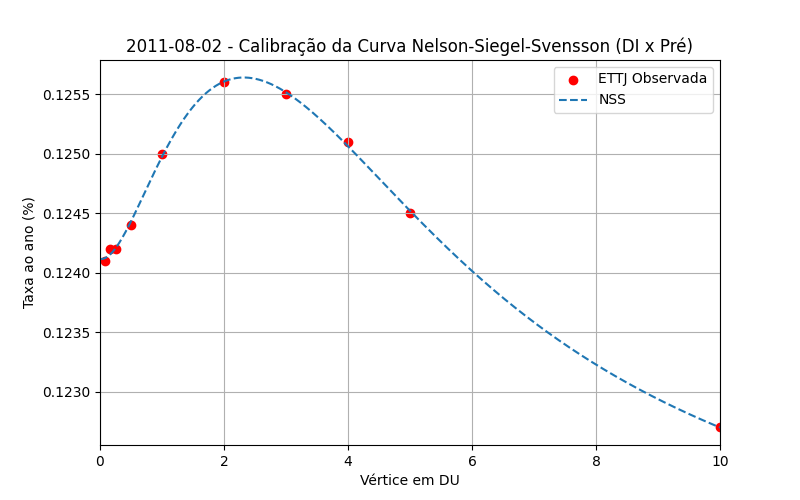 2011-08-02 - Calibração da Curva Nelson-Siegel-Svensson (DI x Pré)
ETTJ Observada
NSS
0.1255
0.1250
0.1245
0.1240
0.1235
0.1230
Taxa ao ano (%)
0 2 4 6 8 10
Vértice em DU